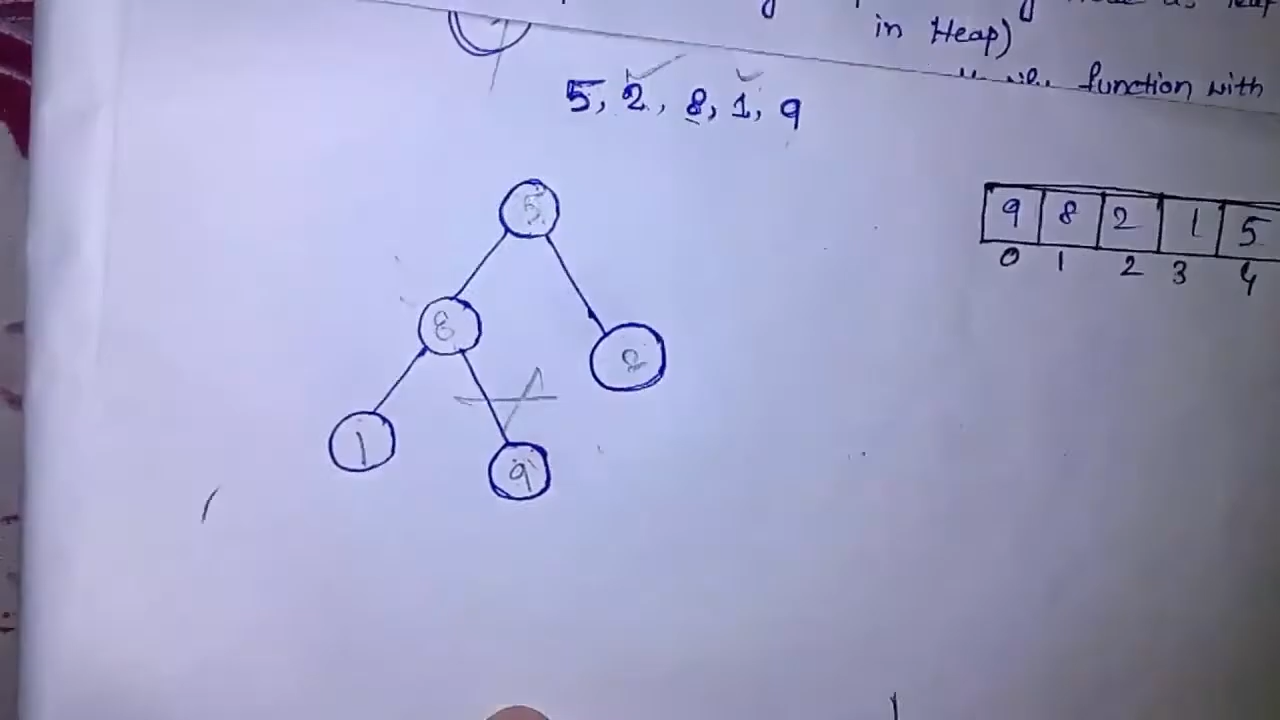 in Heap)
function with
5, 2, 8, 1, 9
9 8 2 1 5
0 1 2 3 4
5
8
2
1
9